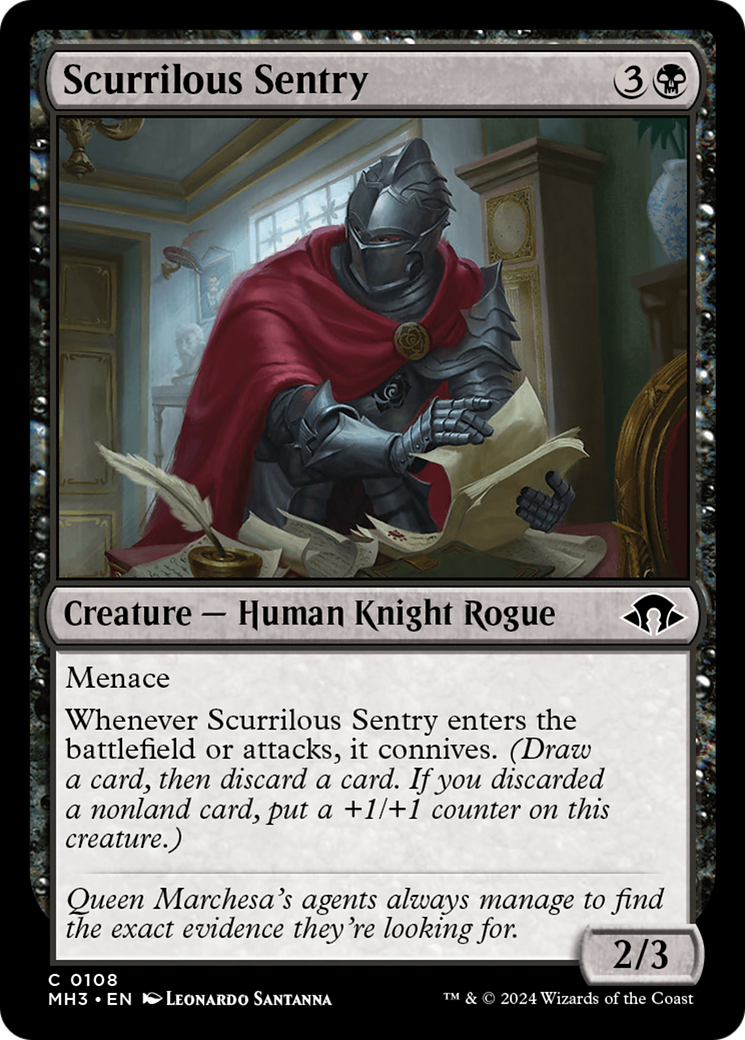 Scurrilous Sentry 3
Creature — Human Knight Rogue
Menace
Whenever Scurrilous Sentry enters the
battlefield or attacks, it connives. (Draw
a card, then discard a card. If you discarded
a nonland card, put a +1/+1 counter on this
creature.)
Queen Marchesa's agents always manage to find
the exact evidence they're looking for.
2/3
C 0108
MH3 • EN Leonardo Santanna
™ & © 2024 Wizards of the Coast